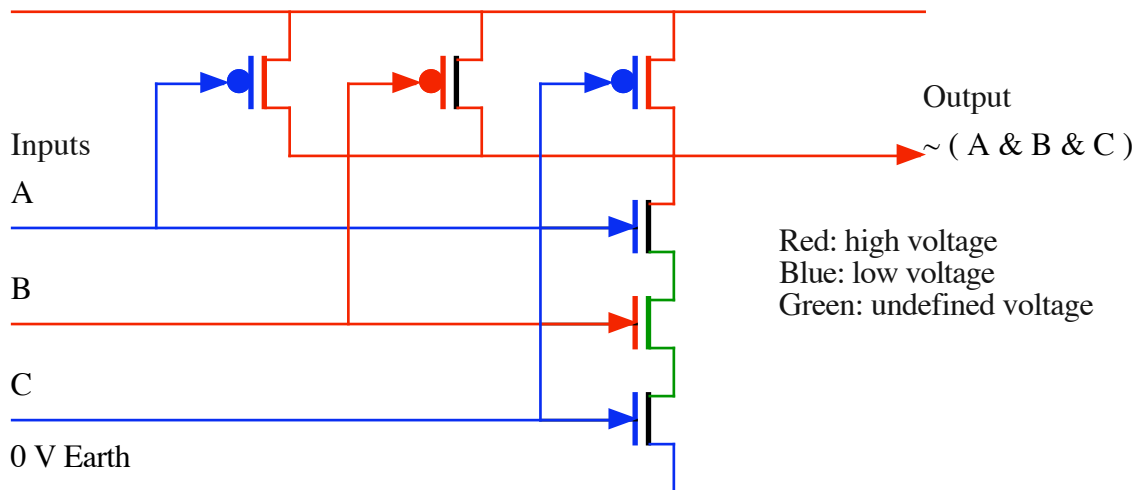 Output
~ ( A & B & C )
Inputs
A
Red: high voltage
Blue: low voltage
Green: undefined voltage
B
C
0 V Earth